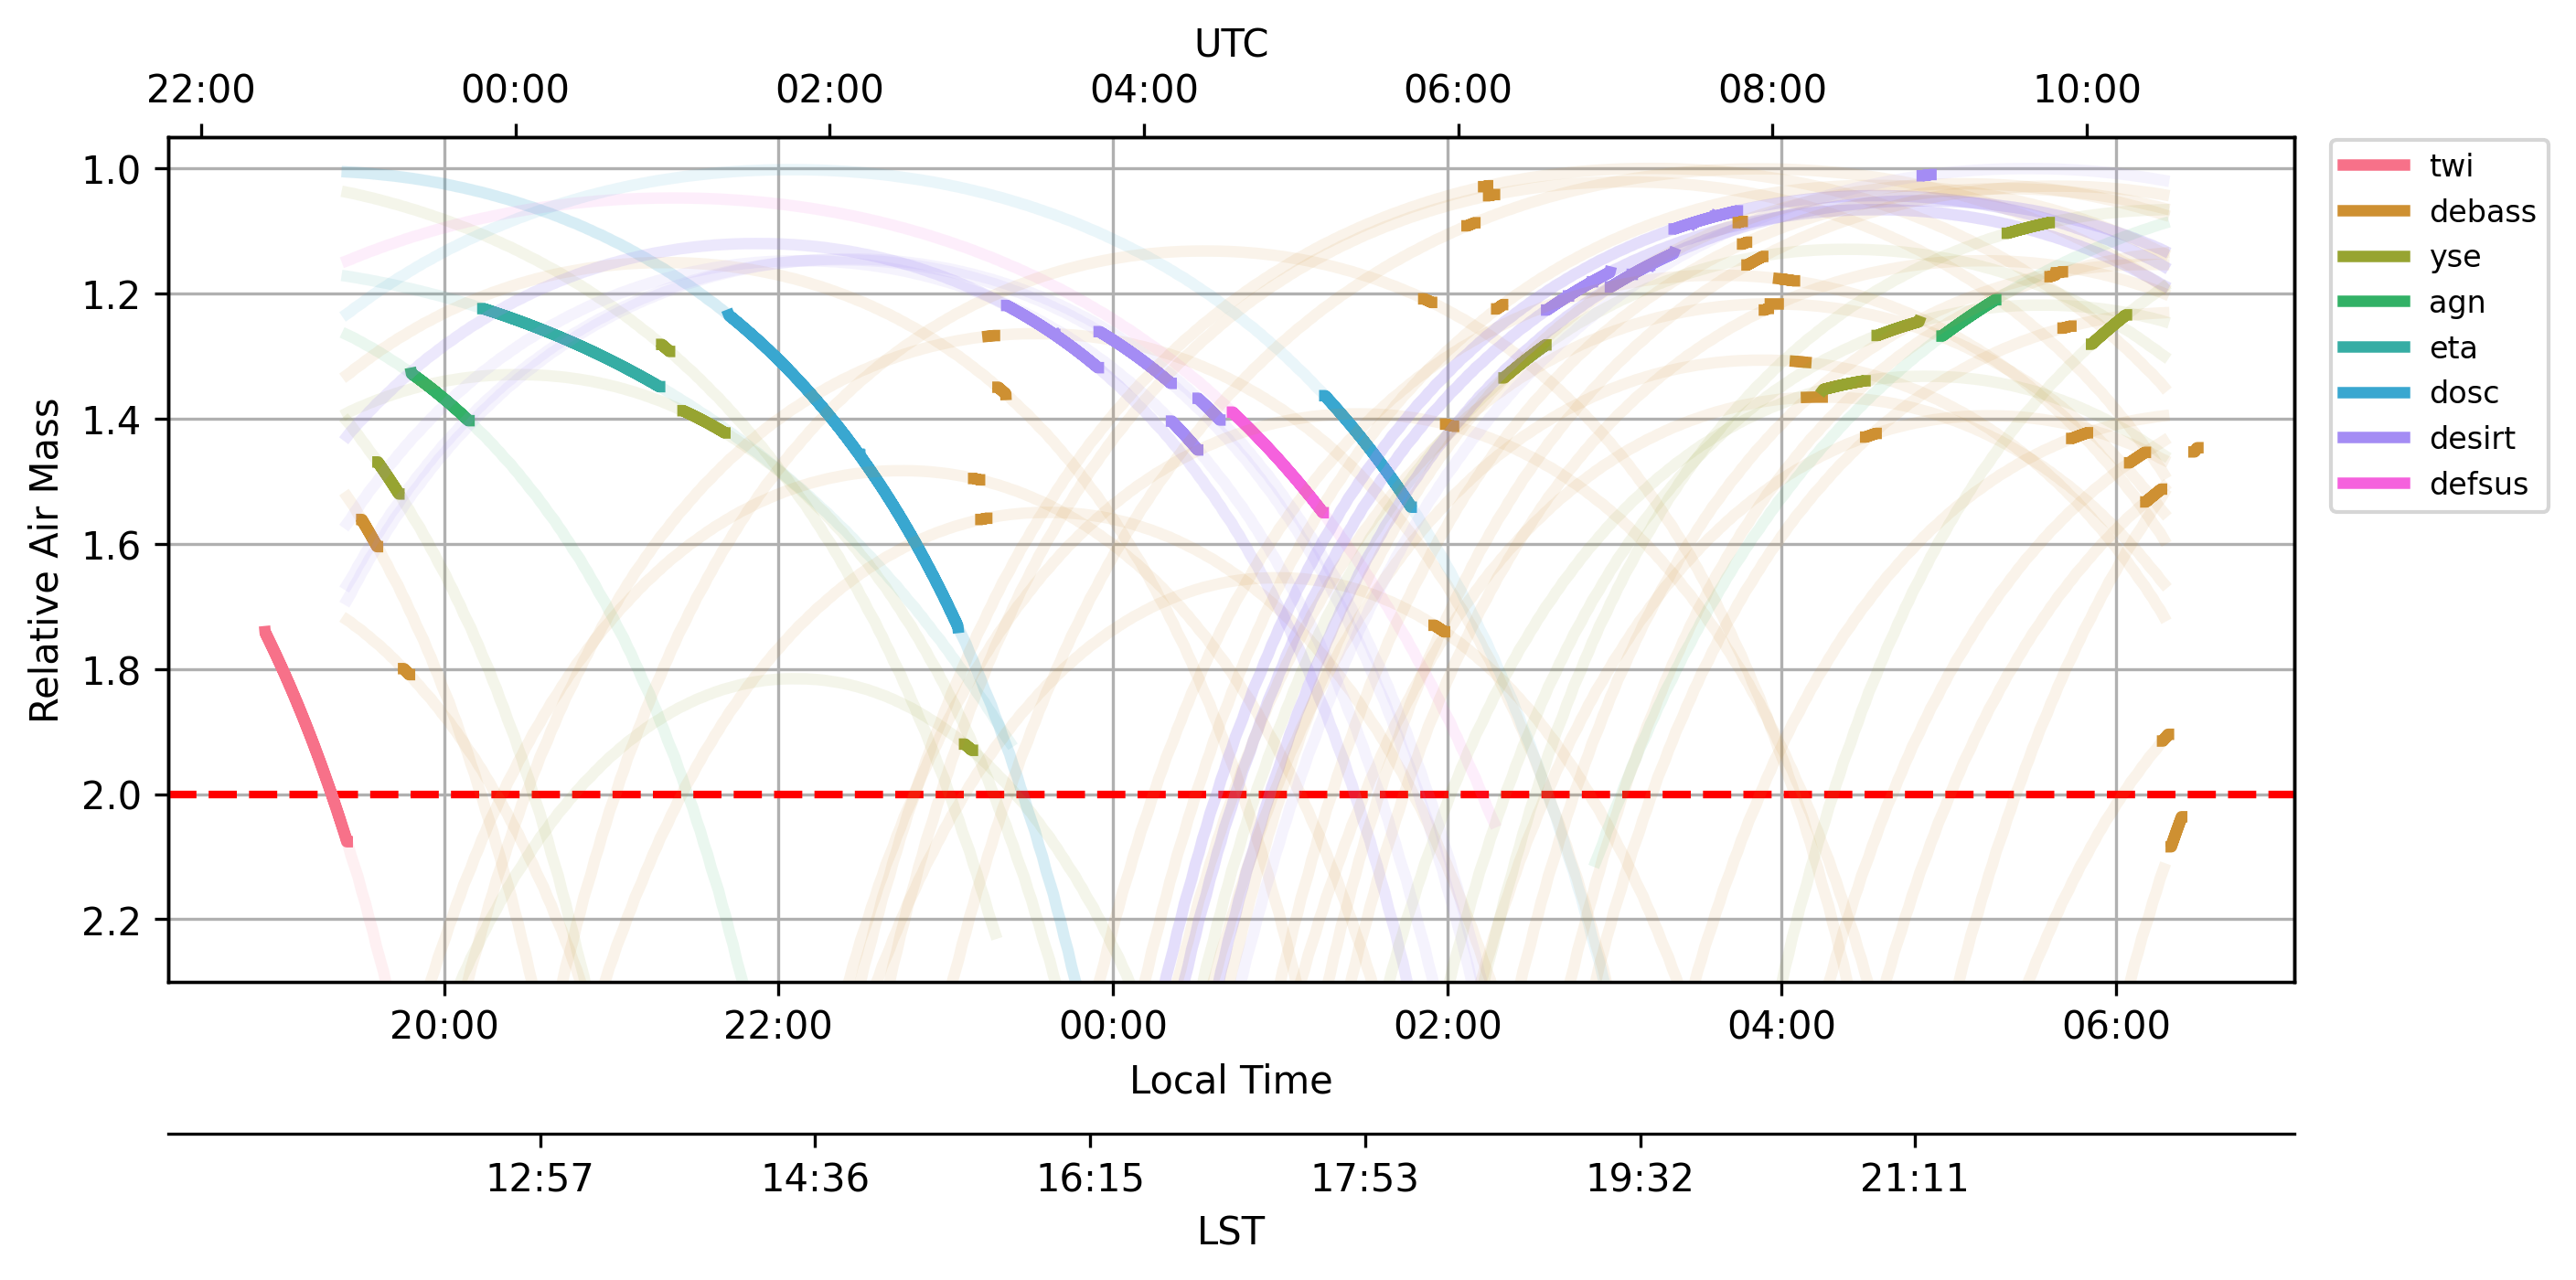 UTC
22:00 00:00 02:00 04:00 06:00 08:00 10:00
Relative Air Mass
1.0
1.2
1.4
1.6
1.8
2.0
2.2
twi
debass
yse
agn
eta
dosc
desirt
defsus
20:00 22:00 00:00 02:00 04:00 06:00
Local Time
12:57 14:36 16:15 17:53 19:32 21:11
LST